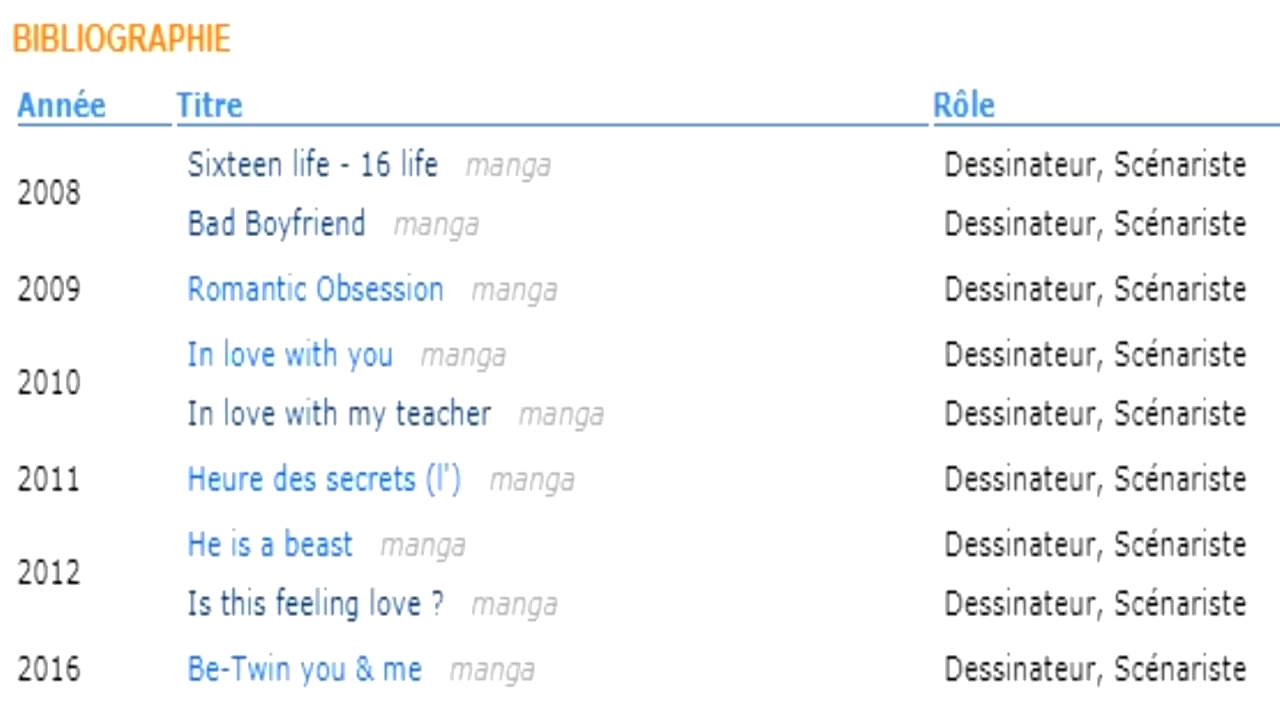 BIBLIOGRAPHIE
Année Titre Rôle
2008
Sixteen life - 16 life manga Dessinateur, Scénariste
Bad Boyfriend manga Dessinateur, Scénariste
2009 Romantic Obsession manga Dessinateur, Scénariste
2010
In love with you manga Dessinateur, Scénariste
In love with my teacher manga Dessinateur, Scénariste
2011 Heure des secrets (l') manga Dessinateur, Scénariste
2012
He is a beast manga Dessinateur, Scénariste
Is this feeling love ? manga Dessinateur, Scénariste
2016 Be-Twin you & me manga Dessinateur, Scénariste